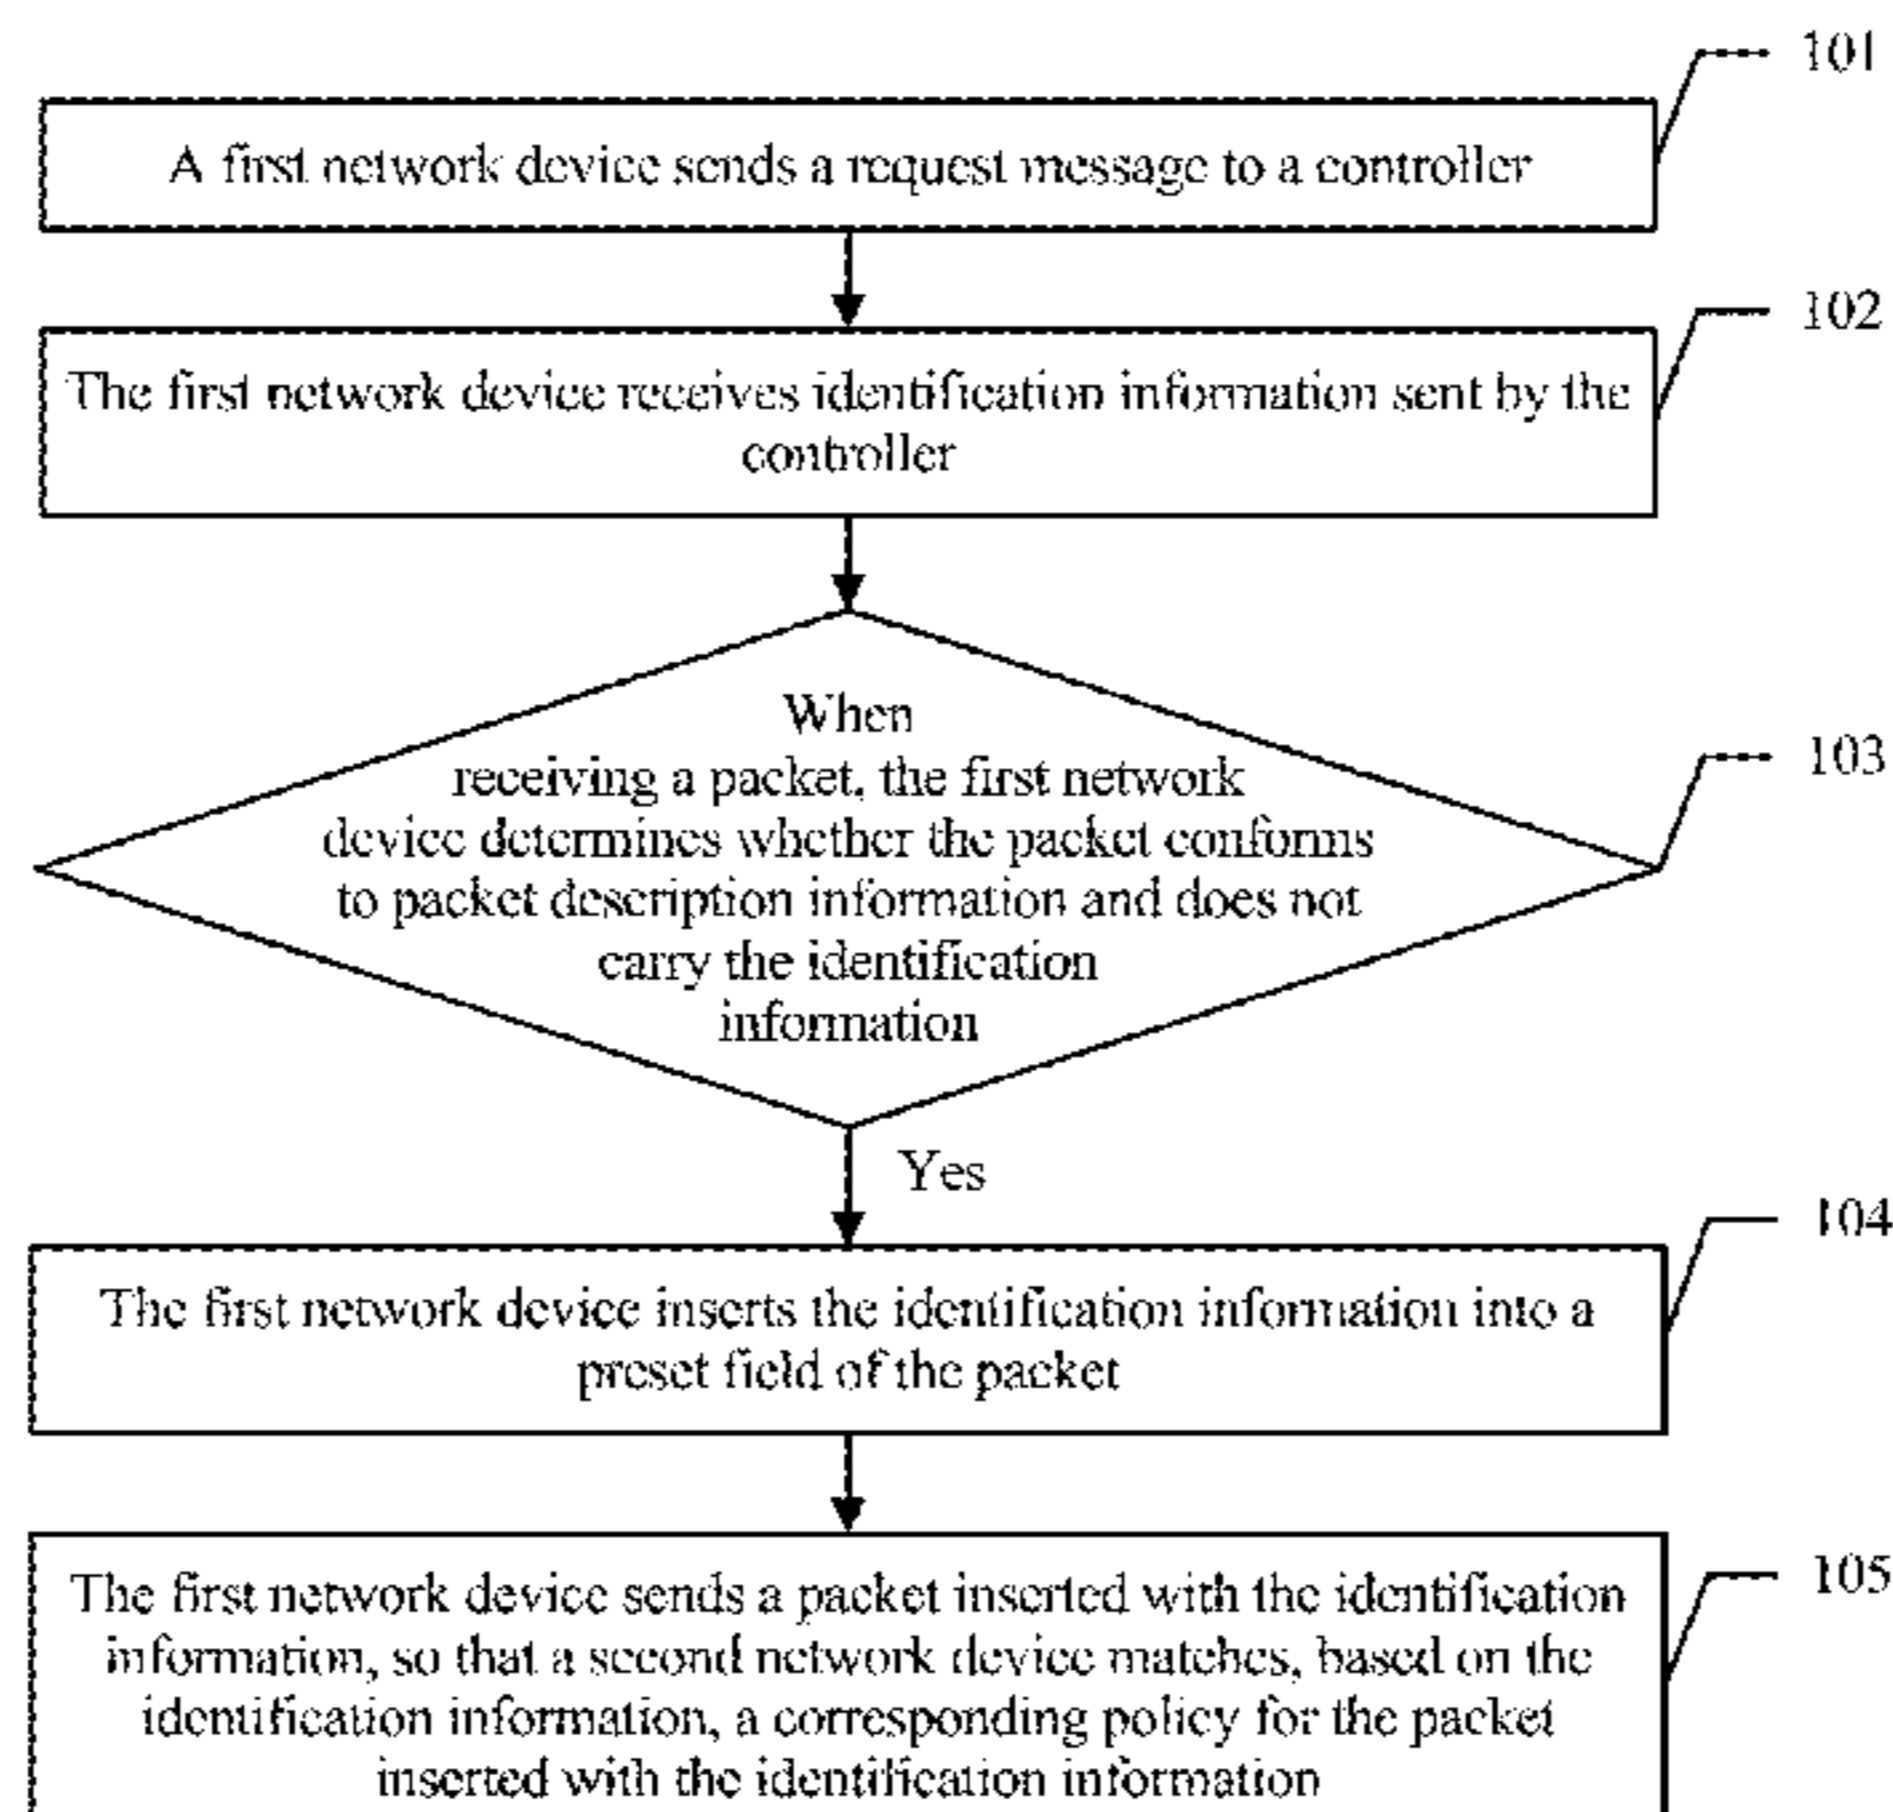 101
A first network device sends a request message to a controller
102
The first network device receives identification information sent by the
controller
When
receiving a packet, the first network
device determines whether the packet conforms
to packet description information and does not
carry the identification
information
103
Yes
104
The first network device inserts the identification information into a
preset field of the packet
105
The first network device sends a packet inserted with the identification
information, so that a second network device matches, based on the
identification information, a corresponding policy for the packet
inserted with the identification information